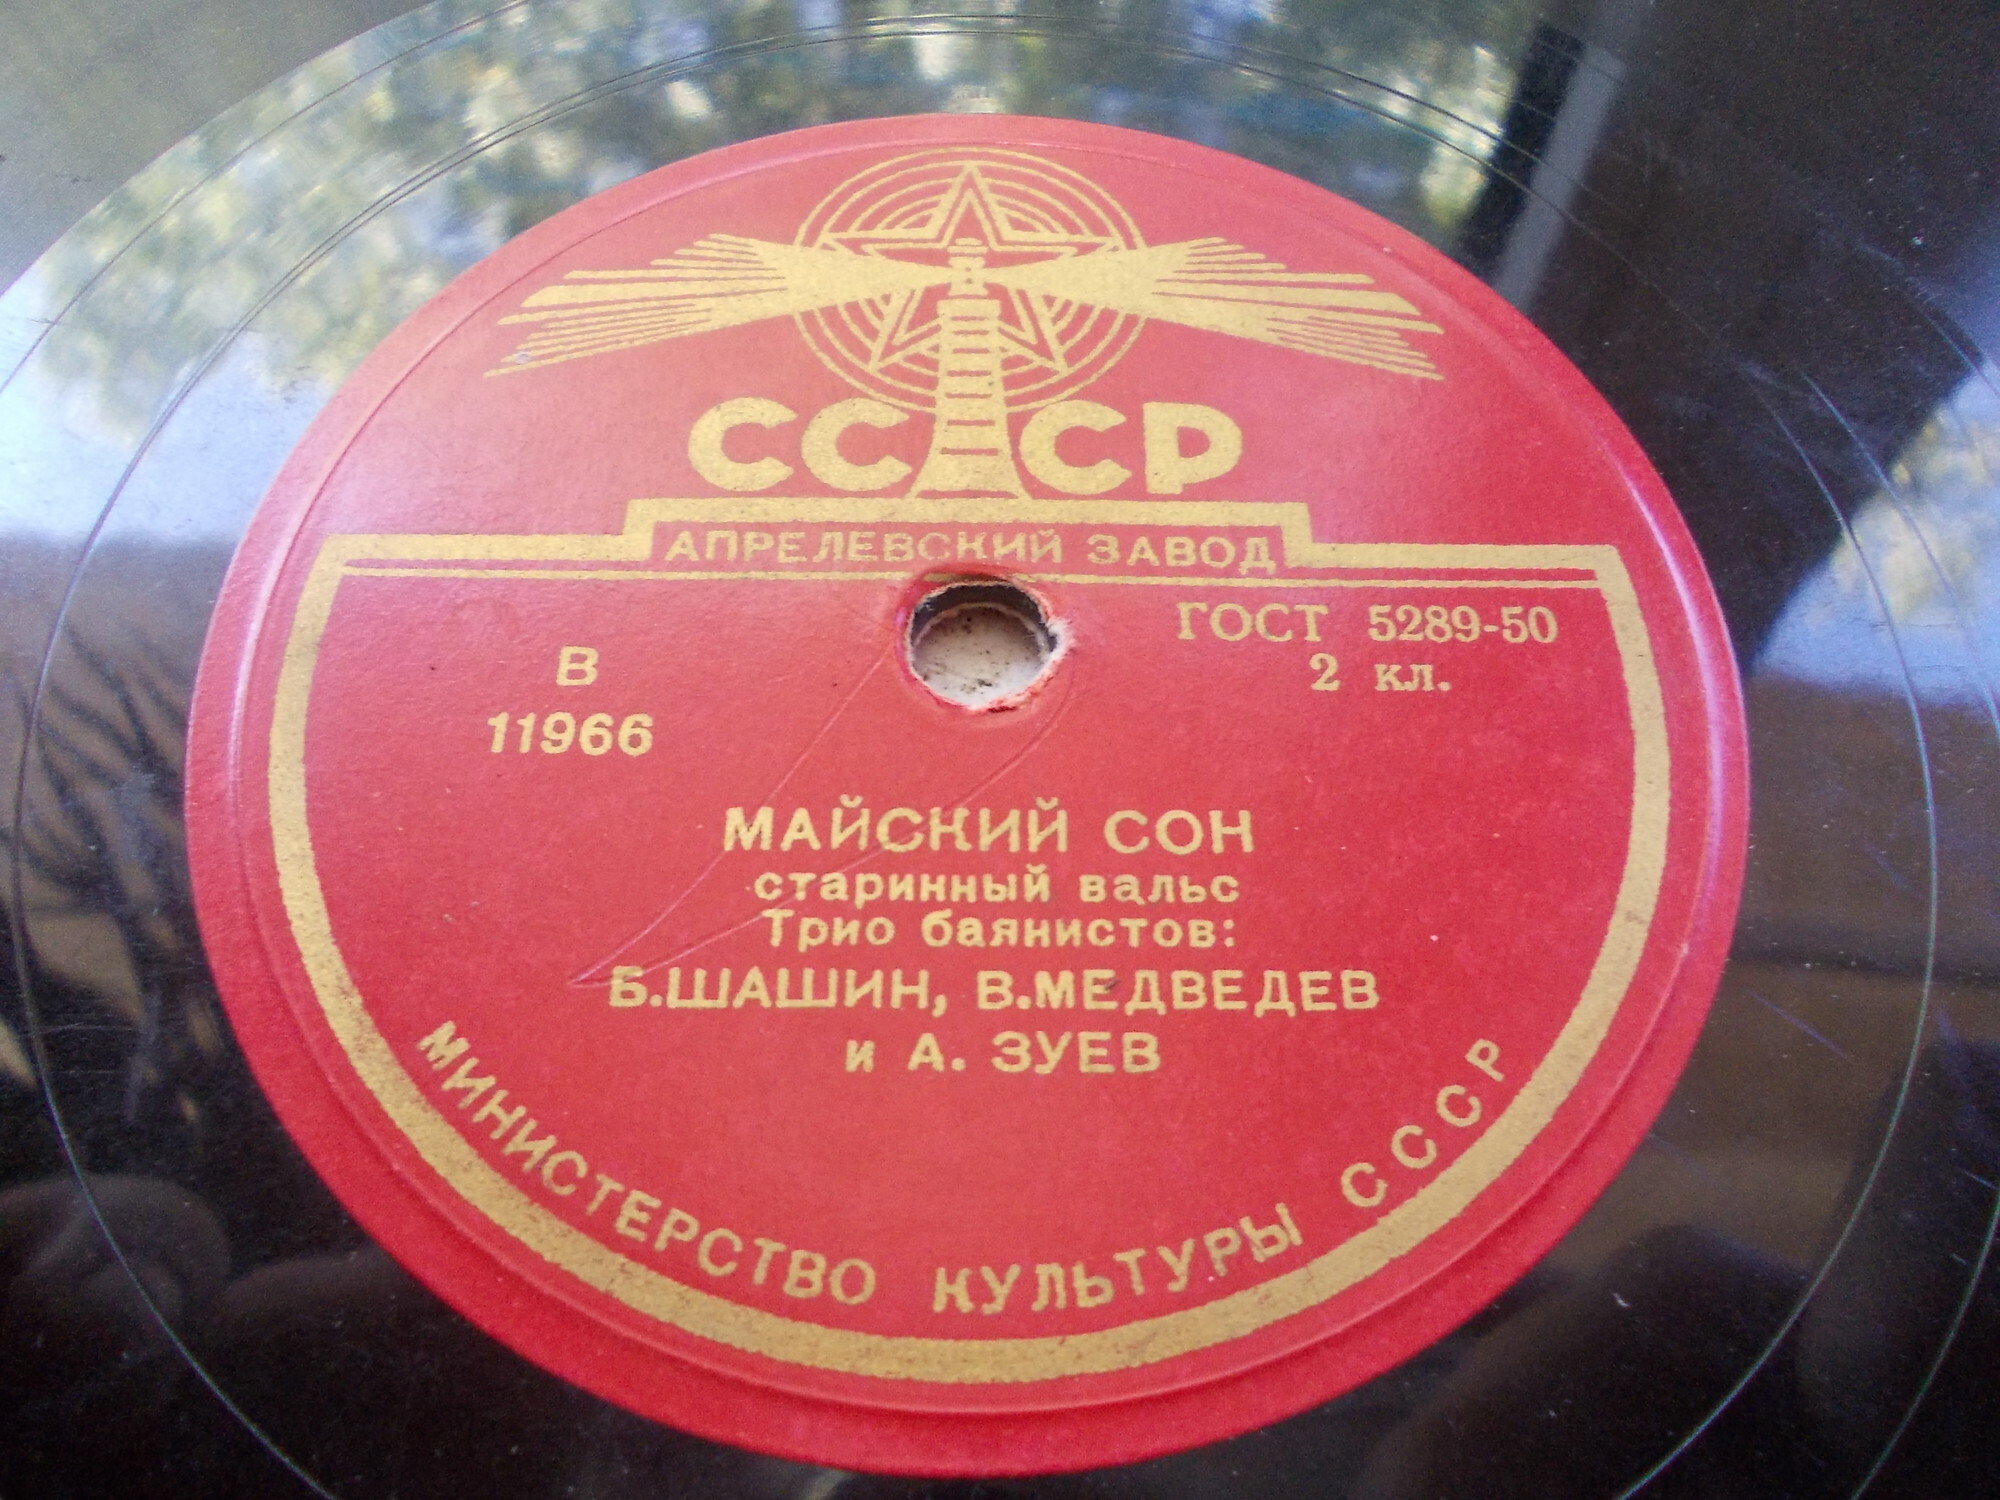 СССР
АПРЕЛЕВСКИЙ ЗАВОД
В
11966
ГОСТ 5289-50
2 кл.
МАЙСКИЙ СОН
старинный вальс
Трио баянистов:
Б.ШАШИН, В.МЕДВЕДЕВ
и А. ЗУЕВ
МИНИСТЕРСТВО КУЛЬТУРЫ СССР